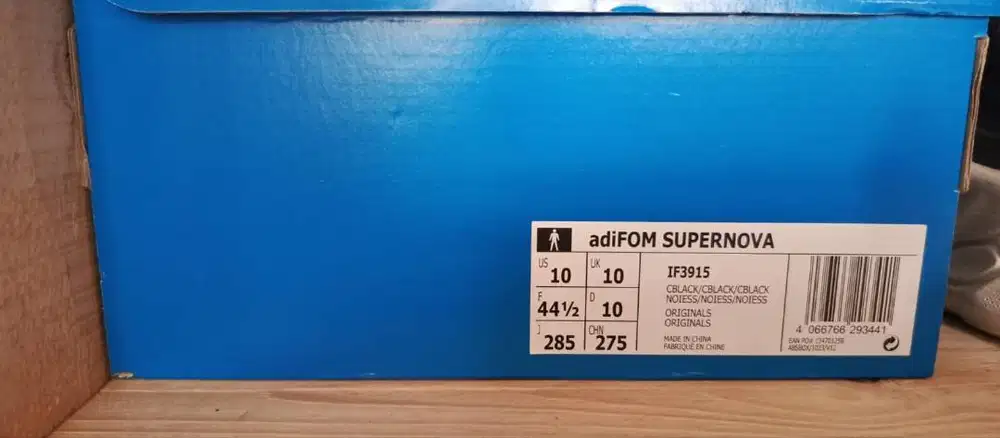 adiFOM SUPERNOVA
US 10 UK 10
F 44½ D 10
J 285 CHN 275
IF3915
CBLACK/CBLACK/CBLACK
NOIESS/NOIESS/NOIESS
ORIGINALS
ORIGINALS
MADE IN CHINA
FABRIQUÉ EN CHINE
4 066766 293441
EAN